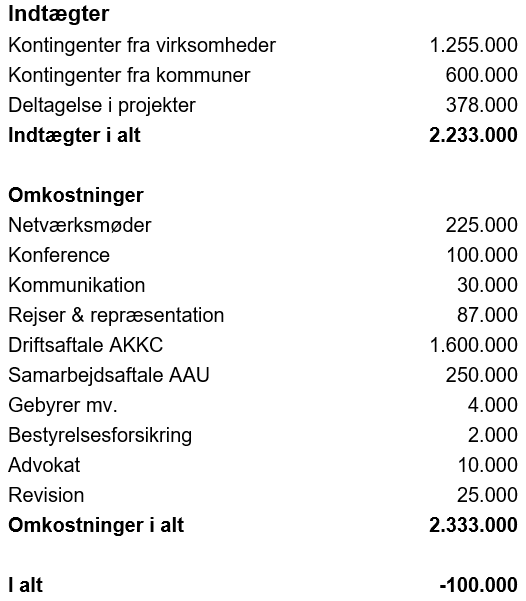 Indtægter
Kontingenter fra virksomheder 1.255.000
Kontingenter fra kommuner 600.000
Deltagelse i projekter 378.000
Indtægter i alt 2.233.000
Omkostninger
Netværksmøder 225.000
Konference 100.000
Kommunikation 30.000
Rejser & repræsentation 87.000
Driftsaftale AKKC 1.600.000
Samarbejdsaftale AAU 250.000
Gebyrer mv. 4.000
Bestyrelsesforsikring 2.000
Advokat 10.000
Revision 25.000
Omkostninger i alt 2.333.000
I alt -100.000